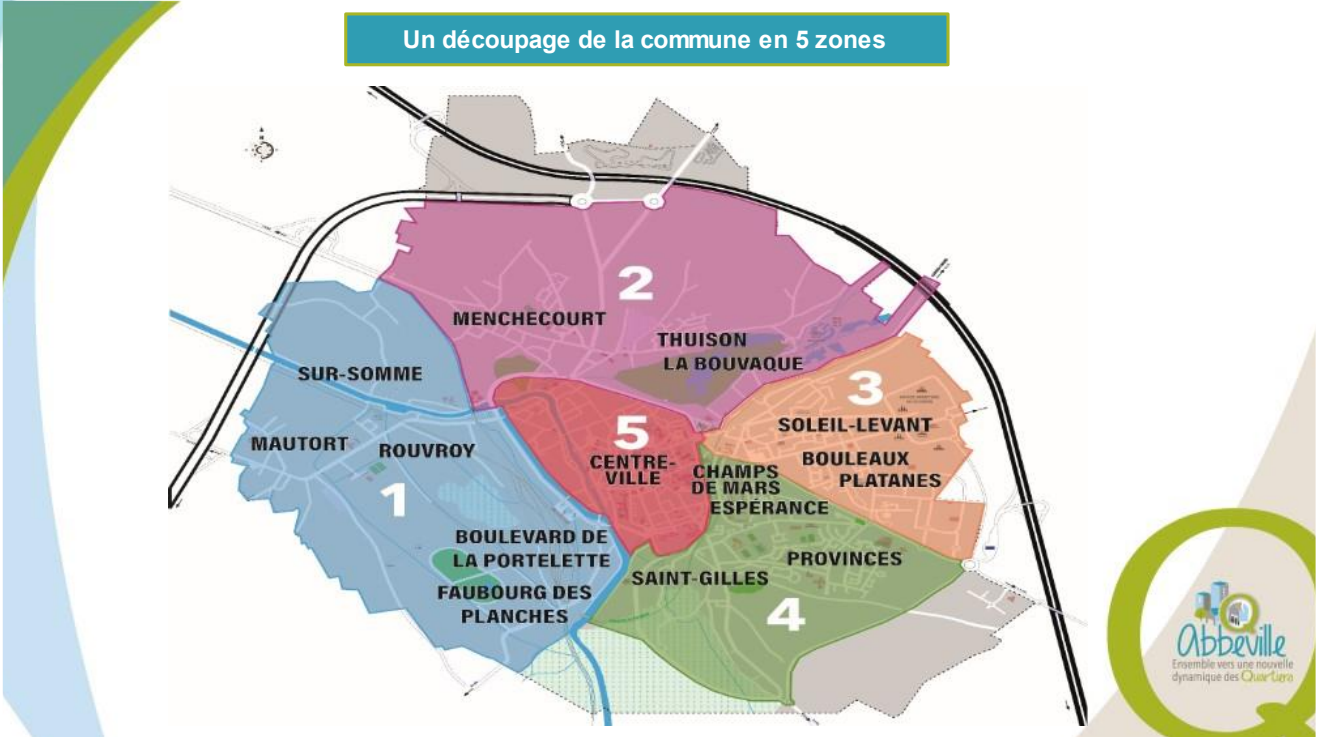 Un découpage de la commune en 5 zones
2
MENCHECOURT
THUISON
LA BOUVAQUE
SUR-SOMME
3
SOLEIL-LEVANT
MAUTORT
ROUVROY
5
CENTRE-
VILLE
BOULEAUX
PLATANES
CHAMPS
DE MARS
ESPÉRANCE
1
BOULEVARD DE
LA PORTELETTE
PROVINCES
SAINT-GILLES
FAUBOURG DES
PLANCHES
4
abbeville
Ensemble vers une nouvelle
dynamique des Quartiers